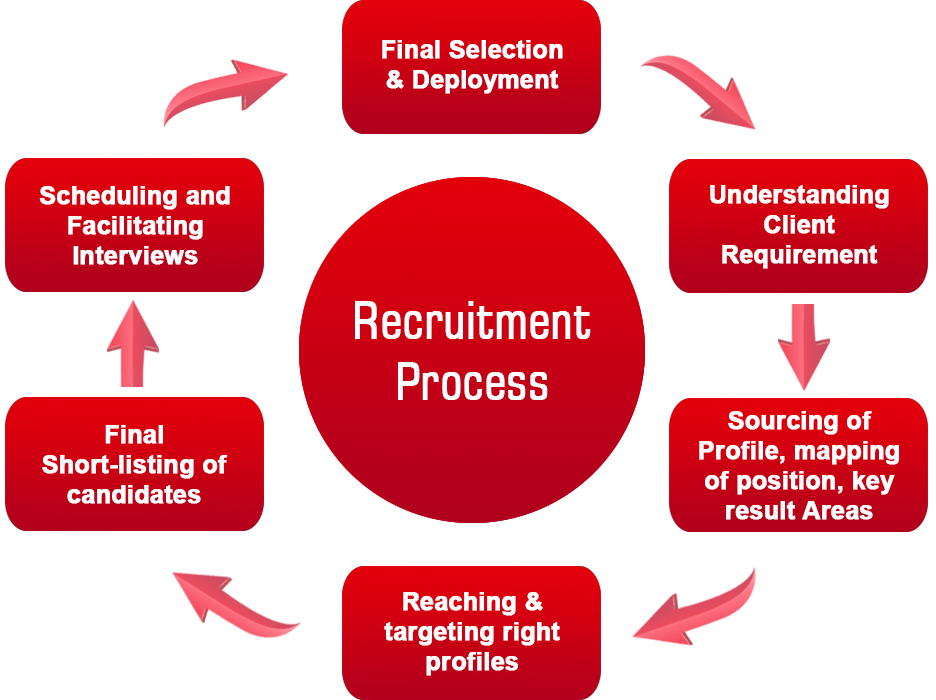 Final Selection
& Deployment
Understanding
Client
Requirement
Sourcing of
Profile, mapping
of position, key
result Areas
Reaching &
targeting right
profiles
Final
Short-listing of
candidates
Scheduling and
Facilitating
Interviews
Recruitment
Process